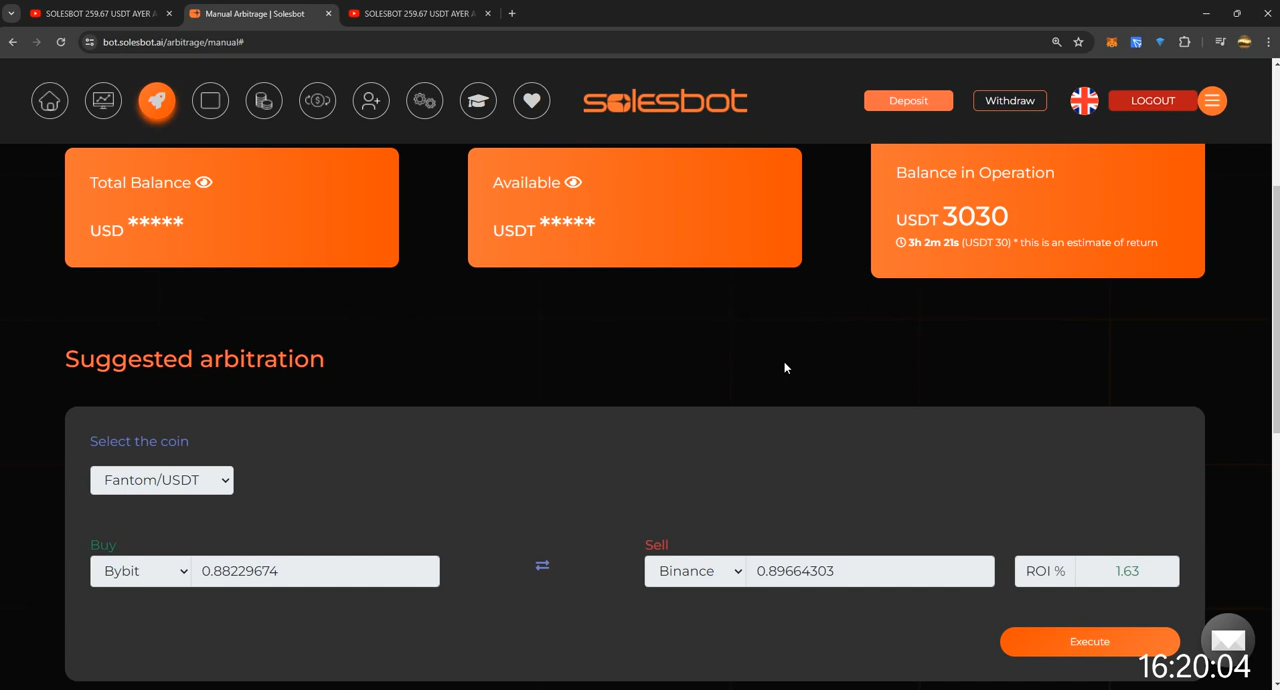 SOLESBOT 259.67 USDT AYER A
Manual Arbitrage | Solesbot
SOLESBOT 259.67 USDT AYER A
bot.solesbot.ai/arbitrage/manual#
solesbot
Deposit
Withdraw
LOGOUT
Total Balance
USD *****
Available
USDT *****
Balance in Operation
USDT 3030
3h 2m 21s (USDT 30) * this is an estimate of return
Suggested arbitration
Select the coin
Fantom/USDT
Buy
Bybit 0.88229674
Sell
Binance 0.89664303
ROI % 1.63
Execute
16:20:04